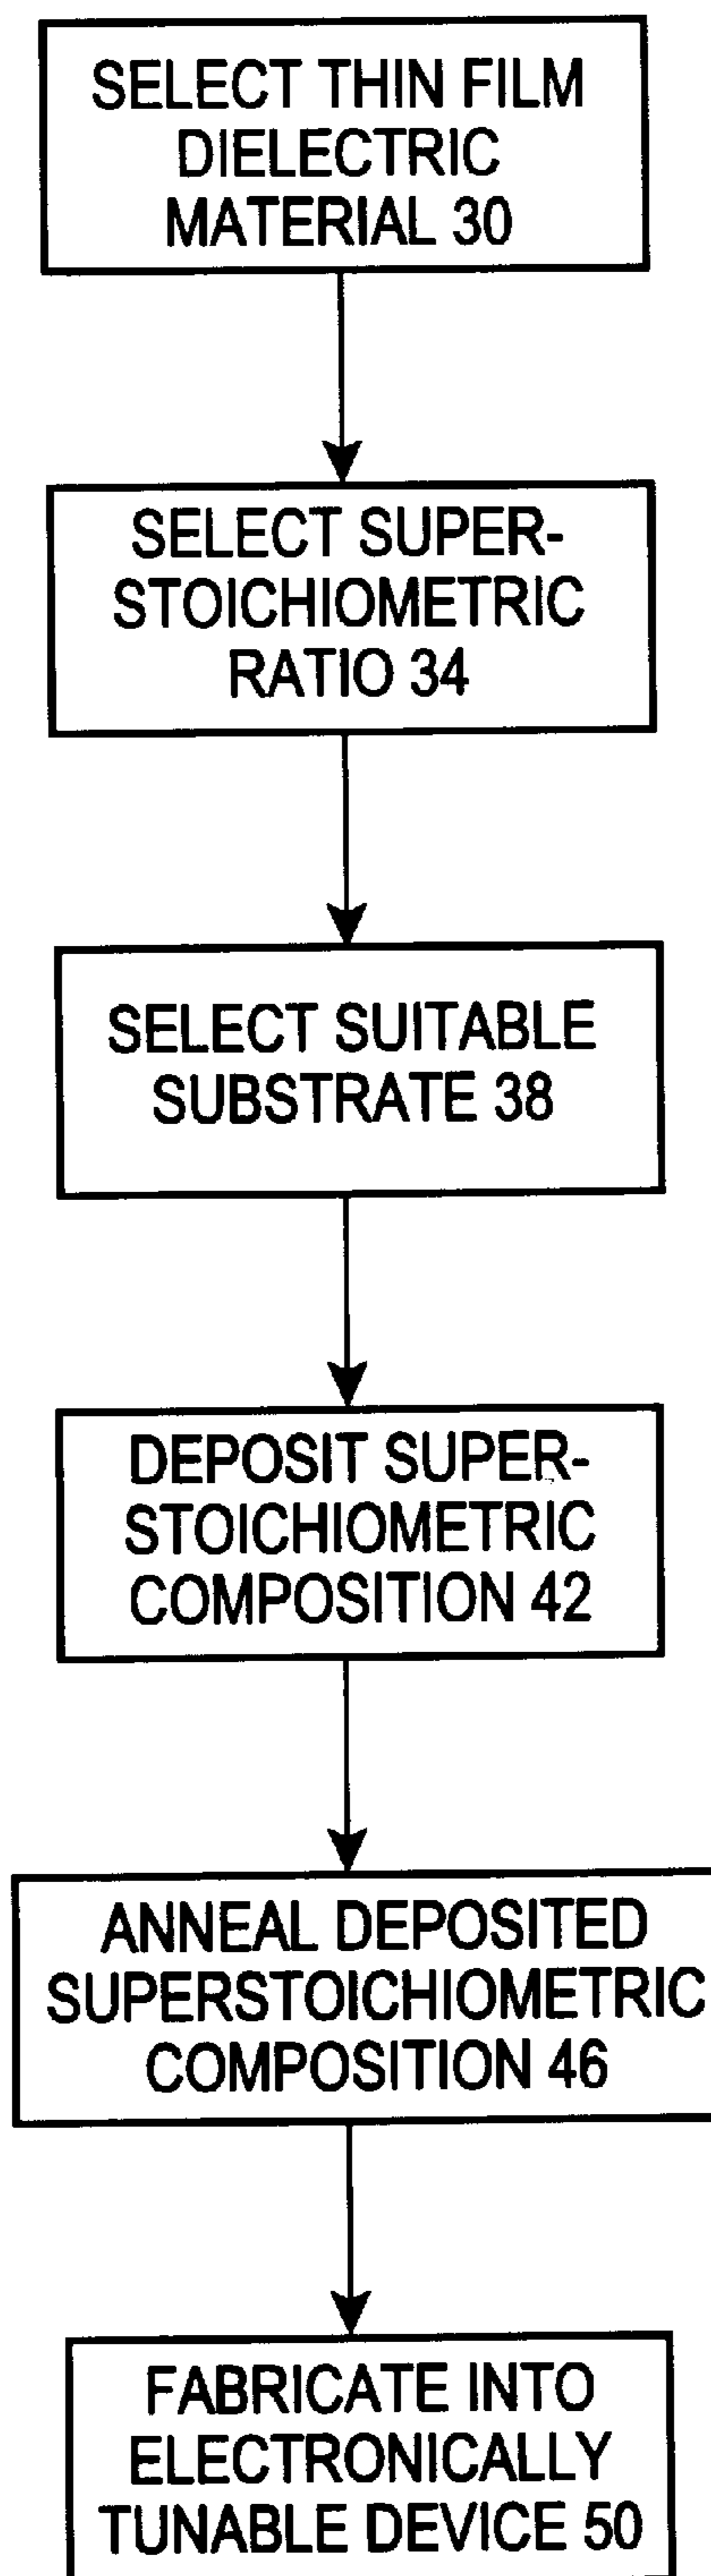 SELECT THIN FILM
DIELECTRIC
MATERIAL 30
SELECT SUPER-
STOICHIOMETRIC
RATIO 34
SELECT SUITABLE
SUBSTRATE 38
DEPOSIT SUPER-
STOICHIOMETRIC
COMPOSITION 42
ANNEAL DEPOSITED
SUPERSTOICHIOMETRIC
COMPOSITION 46
FABRICATE INTO
ELECTRONICALLY
TUNABLE DEVICE 50